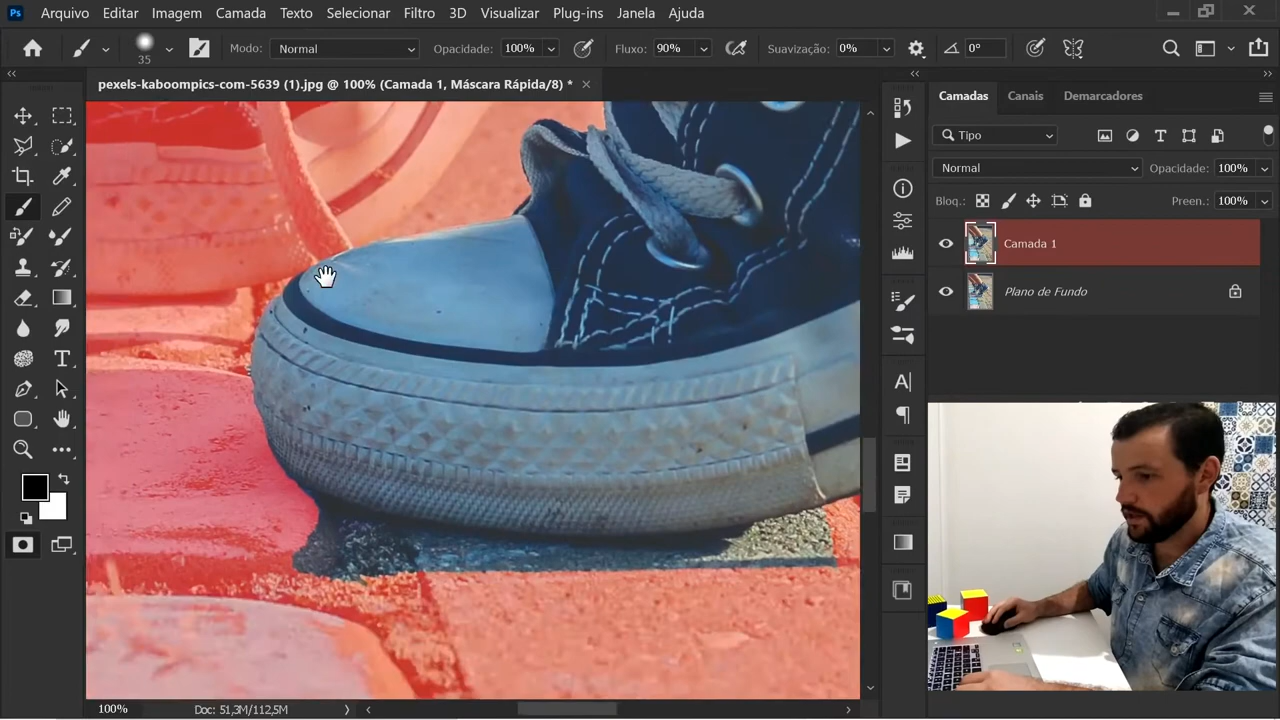 Ps Arquivo Editar Imagem Camada Texto Selecionar Filtro 3D Visualizar Plug-ins Janela Ajuda
35 Modo: Normal Opacidade: 100% Fluxo: 90% Suavização: 0% 0°
pexels-kaboompics-com-5639 (1).jpg @ 100% (Camada 1, Máscara Rápida/8) *
Camadas Canais Demarcadores
Tipo
Normal Opacidade: 100%
Bloq.: Preen.: 100%
Camada 1
Plano de Fundo
100% Doc: 51,3M/112,5M